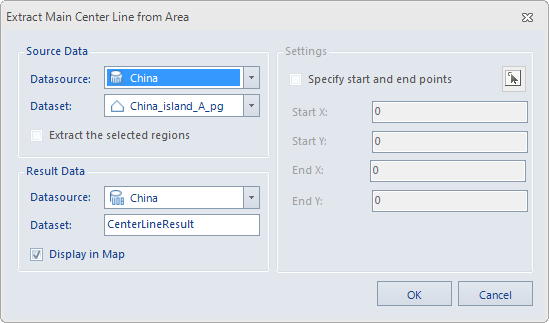 Extract Main Center Line from Area
Source Data
Datasource: China
Dataset: China_island_A_pg
Extract the selected regions
Result Data
Datasource: China
Dataset: CenterLineResult
Display in Map
Settings
Specify start and end points
Start X: 0
Start Y: 0
End X: 0
End Y: 0
OK
Cancel